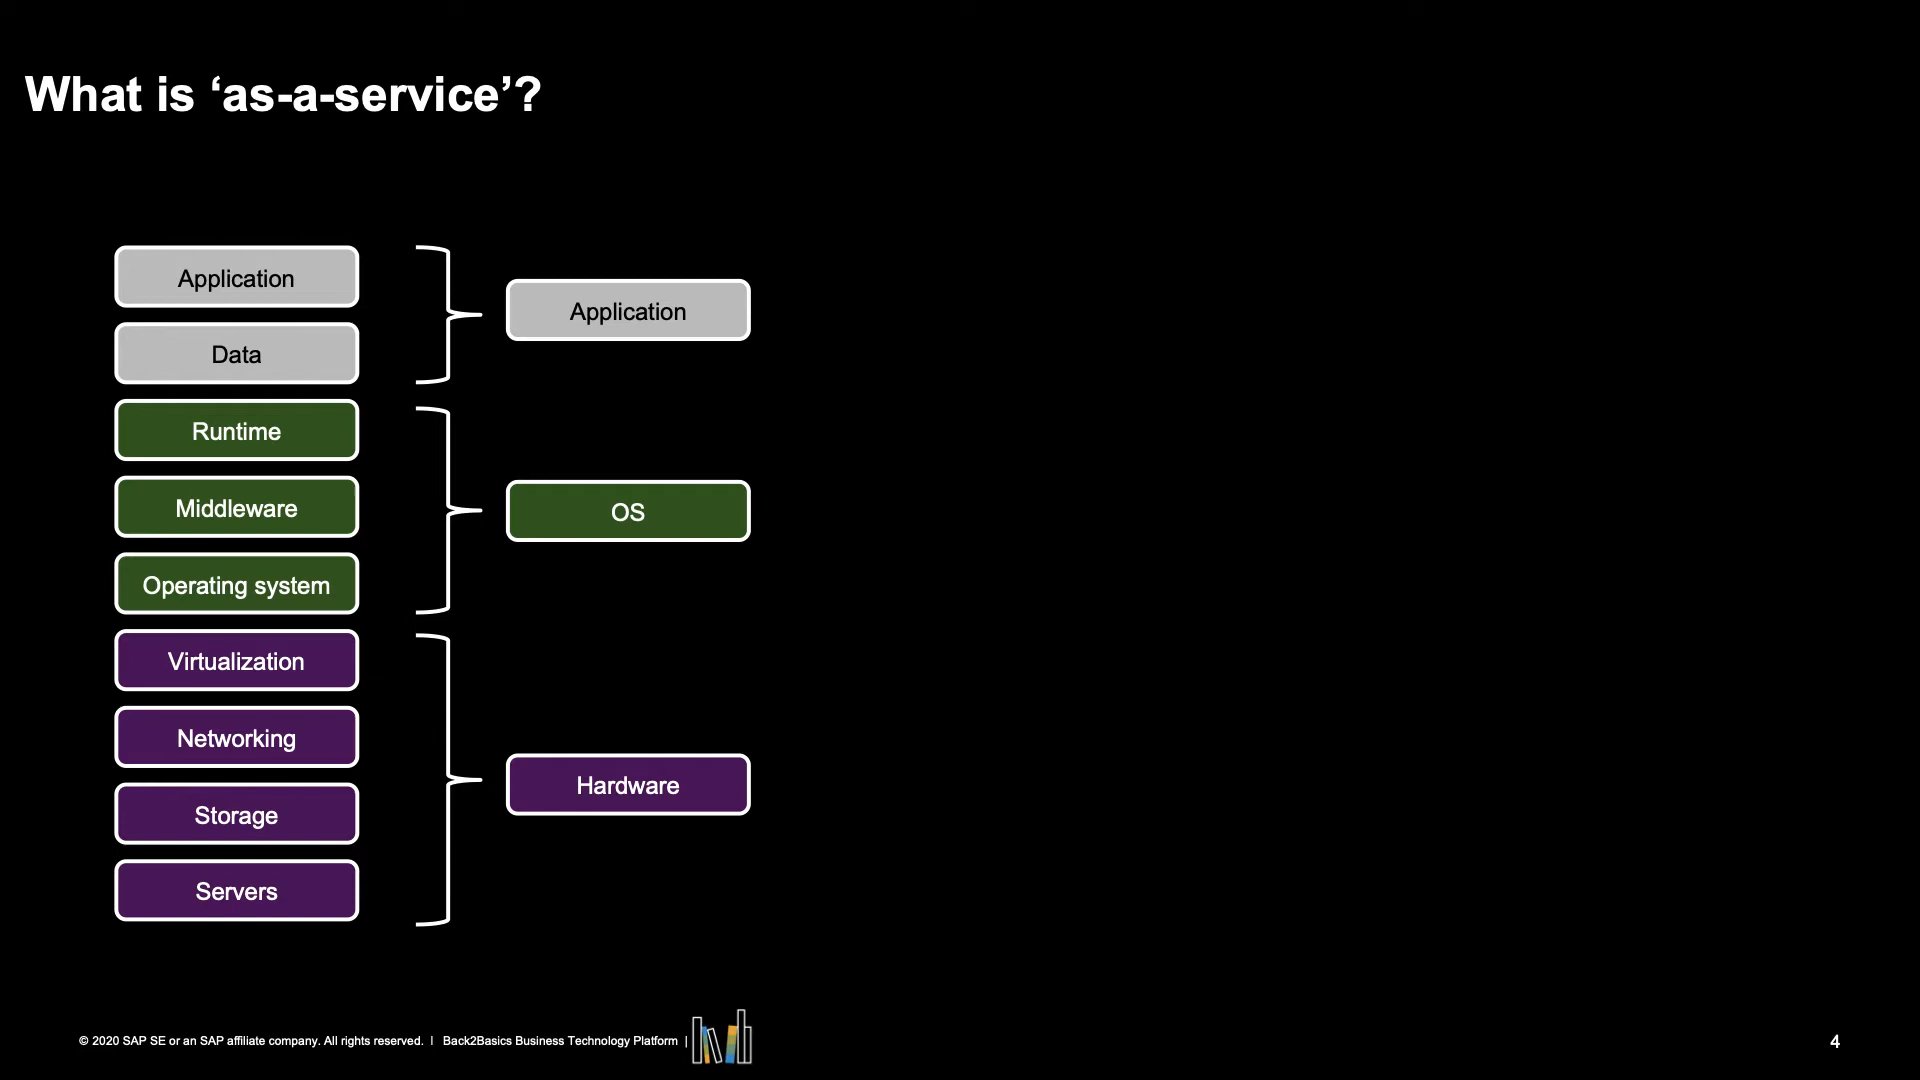 What is ‘as-a-service’?
Application
Data
Runtime
Middleware
Operating system
Virtualization
Networking
Storage
Servers
Application
OS
Hardware
© 2020 SAP SE or an SAP affiliate company. All rights reserved. | Back2Basics Business Technology Platform |
4